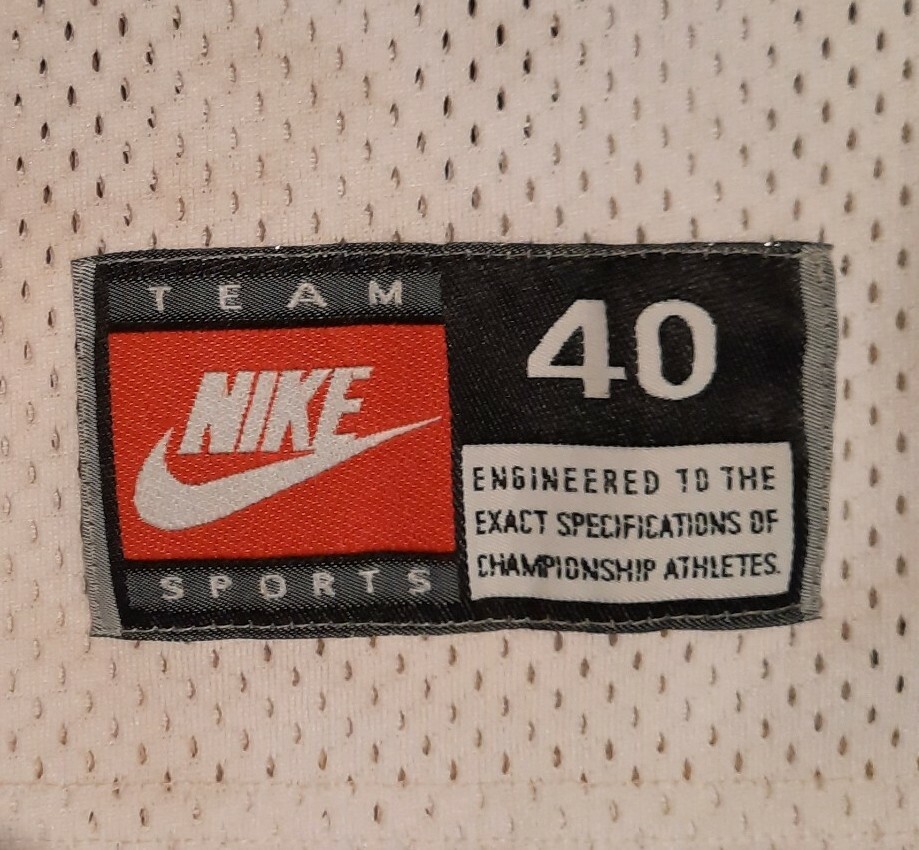 TEAM
NIKE
SPORTS
40
ENGINEERED TO THE
EXACT SPECIFICATIONS OF
CHAMPIONSHIP ATHLETES.